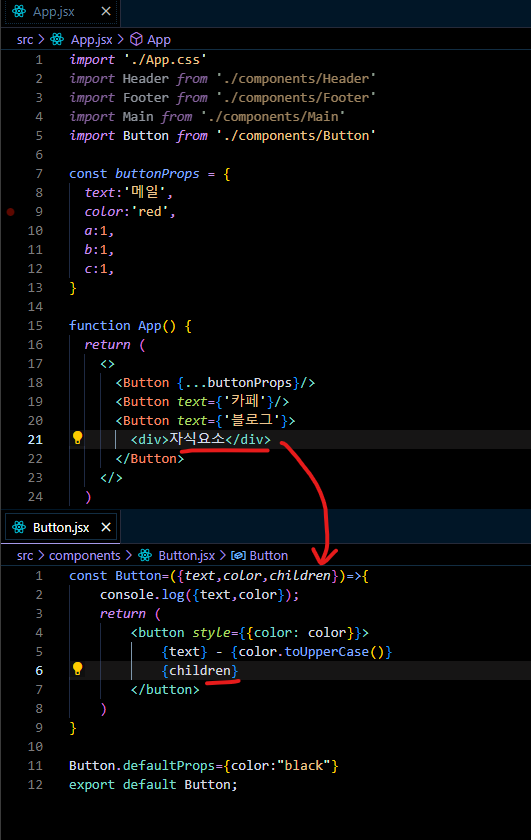 App.jsx ×
src > App.jsx > App
1 import './App.css'
2 import Header from './components/Header'
3 import Footer from './components/Footer'
4 import Main from './components/Main'
5 import Button from './components/Button'
6
7 const buttonProps = {
8 text:'메일',
9 color:'red',
10 a:1,
11 b:1,
12 c:1,
13 }
14
15 function App() {
16 return (
17 <>
18 <Button {...buttonProps}/>
19 <Button text={'카페'}/>
20 <Button text={'블로그'}>
21 <div>자식요소</div>
22 </Button>
23 </>
24 )
Button.jsx ×
src > components > Button.jsx > Button
1 const Button=({text,color,children})=>{
2 console.log({text,color});
3 return (
4 <button style={{color: color}}>
5 {text} - {color.toUpperCase()}
6 {children}
7 </button>
8 )
9 }
10
11 Button.defaultProps={color:"black"}
12 export default Button;